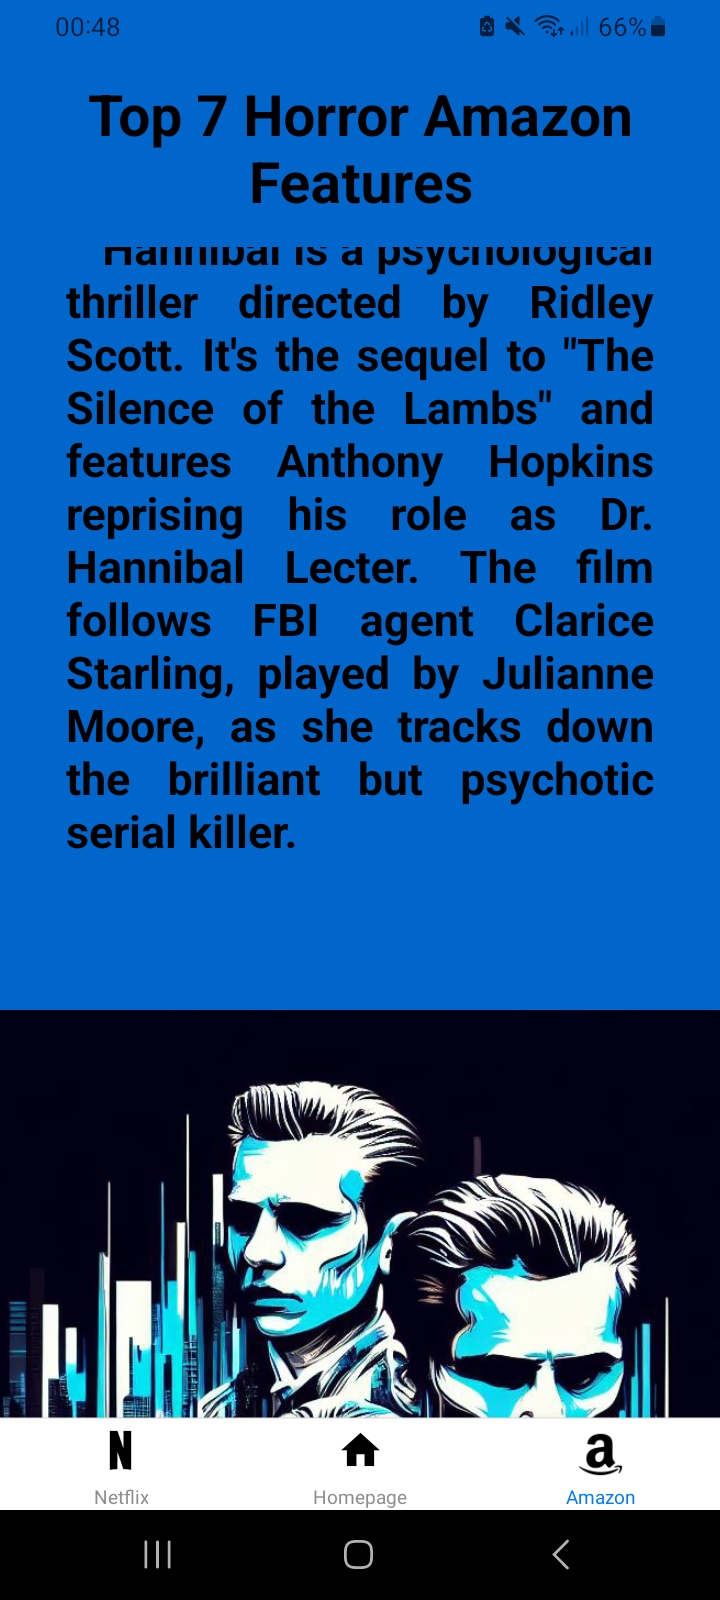 00:48
66%
Top 7 Horror Amazon
Features
Hannibal is a psychological
thriller directed by Ridley
Scott. It's the sequel to "The
Silence of the Lambs" and
features Anthony Hopkins
reprising his role as Dr.
Hannibal Lecter. The film
follows FBI agent Clarice
Starling, played by Julianne
Moore, as she tracks down
the brilliant but psychotic
serial killer.
Netflix
Homepage
Amazon